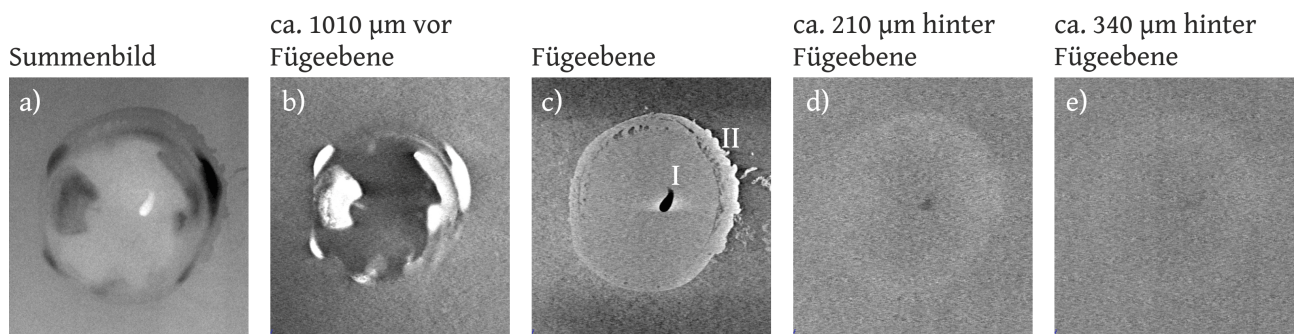 Summenbild
ca. 1010 µm vor
Fügeebene
Fügeebene
ca. 210 µm hinter
Fügeebene
ca. 340 µm hinter
Fügeebene
a)
b)
c)
II
I
d)
e)